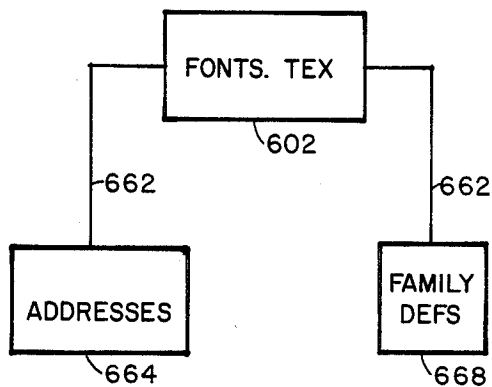 FONTS. TEX
602
662
662
ADDRESSES
FAMILY
DEFS
664
668